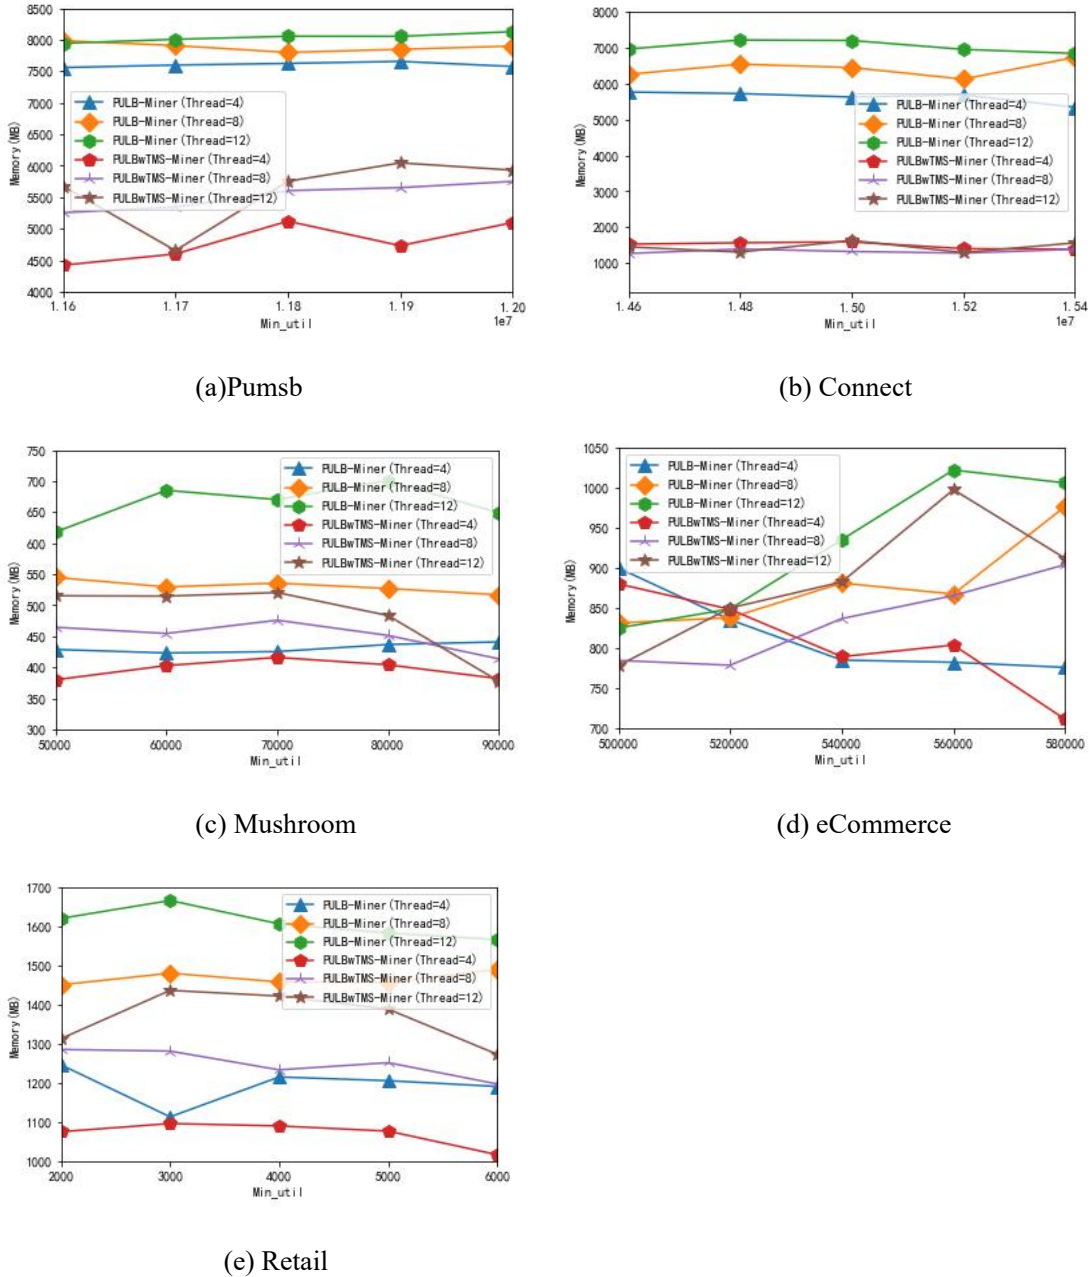 8500
8000
7500
7000
6500
6000
5500
5000
4500
4000
Memory(MB)
PULB-Miner(Thread=4)
PULB-Miner(Thread=8)
PULB-Miner(Thread=12)
PULBwTMS-Miner(Thread=4)
PULBwTMS-Miner(Thread=8)
PULBwTMS-Miner(Thread=12)
1.16 1.17 1.18 1.19 1.20
1e7
Min_util
(a)Pumsb
8000
7000
6000
5000
4000
3000
2000
1000
Memory(MB)
PULB-Miner(Thread=4)
PULB-Miner(Thread=8)
PULB-Miner(Thread=12)
PULBwTMS-Miner(Thread=4)
PULBwTMS-Miner(Thread=8)
PULBwTMS-Miner(Thread=12)
1.46 1.48 1.50 1.52 1.54
1e7
Min_util
(b) Connect
750
700
650
600
550
500
450
400
350
300
Memory(MB)
PULB-Miner(Thread=4)
PULB-Miner(Thread=8)
PULB-Miner(Thread=12)
PULBwTMS-Miner(Thread=4)
PULBwTMS-Miner(Thread=8)
PULBwTMS-Miner(Thread=12)
50000 60000 70000 80000 90000
Min_util
(c) Mushroom
1050
1000
950
900
850
800
750
700
Memory(MB)
PULB-Miner(Thread=4)
PULB-Miner(Thread=8)
PULB-Miner(Thread=12)
PULBwTMS-Miner(Thread=4)
PULBwTMS-Miner(Thread=8)
PULBwTMS-Miner(Thread=12)
500000 520000 540000 560000 580000
Min_util
(d) eCommerce
1700
1600
1500
1400
1300
1200
1100
1000
Memory(MB)
PULB-Miner(Thread=4)
PULB-Miner(Thread=8)
PULB-Miner(Thread=12)
PULBwTMS-Miner(Thread=4)
PULBwTMS-Miner(Thread=8)
PULBwTMS-Miner(Thread=12)
2000 3000 4000 5000 6000
Min_util
(e) Retail